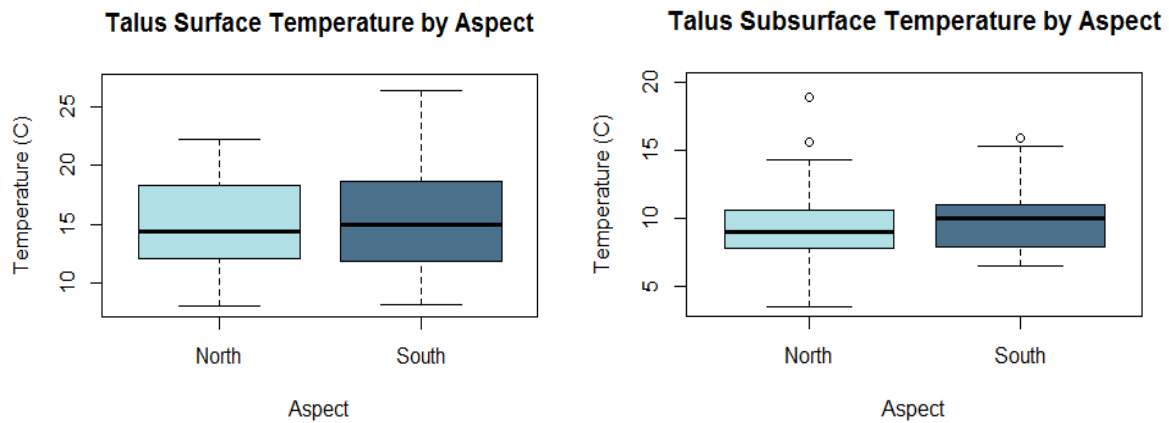 Talus Surface Temperature by Aspect
Temperature (C)
25
20
15
10
North
South
Aspect
Talus Subsurface Temperature by Aspect
Temperature (C)
20
15
10
5
North
South
Aspect